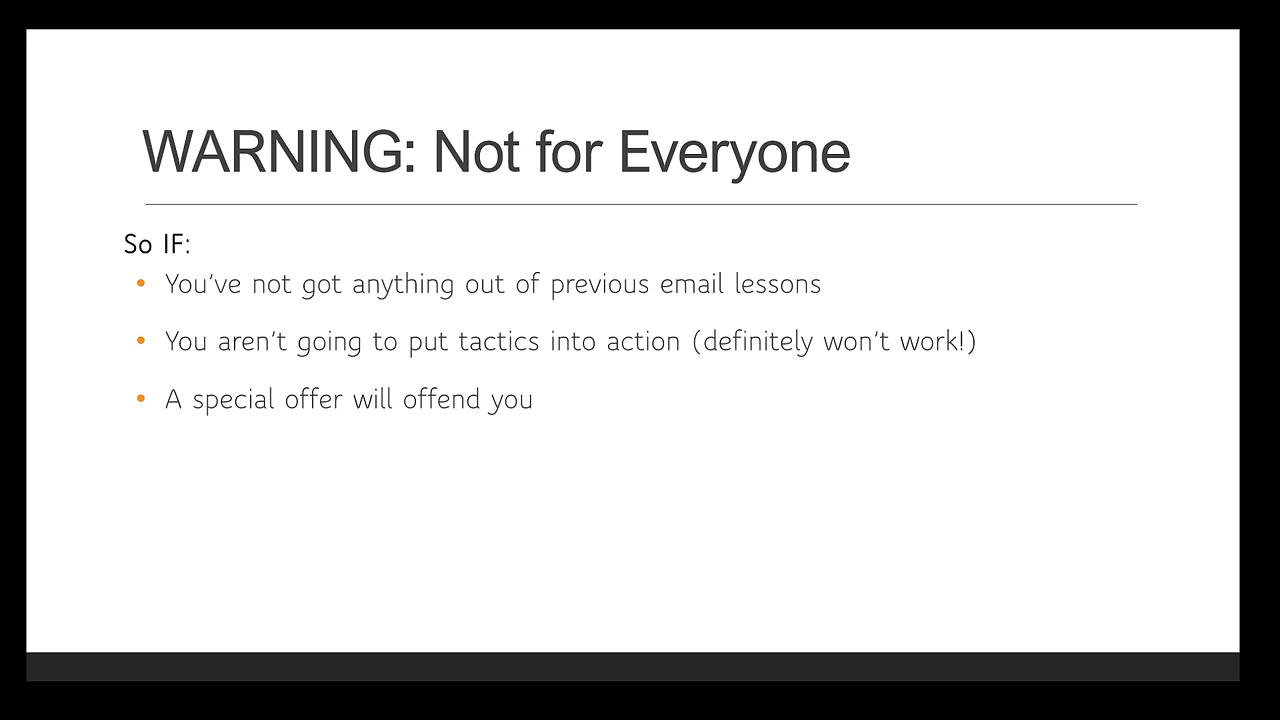 WARNING: Not for Everyone
So IF:
• You’ve not got anything out of previous email lessons
• You aren’t going to put tactics into action (definitely won’t work!)
• A special offer will offend you